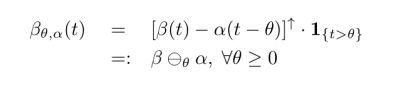 β_{θ,α}(t) = [β(t) − α(t − θ)]^↑ · 1_{{t>θ}}
=: β ⊖_θ α, ∀θ ≥ 0